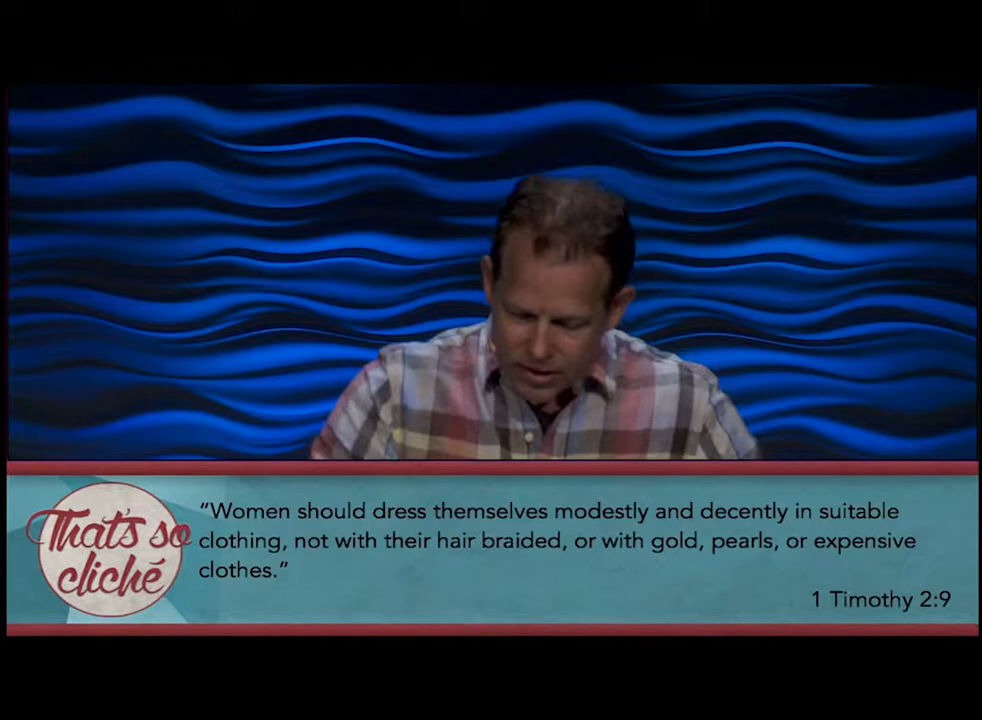 That's so
cliché
“Women should dress themselves modestly and decently in suitable
clothing, not with their hair braided, or with gold, pearls, or expensive
clothes.”
1 Timothy 2:9